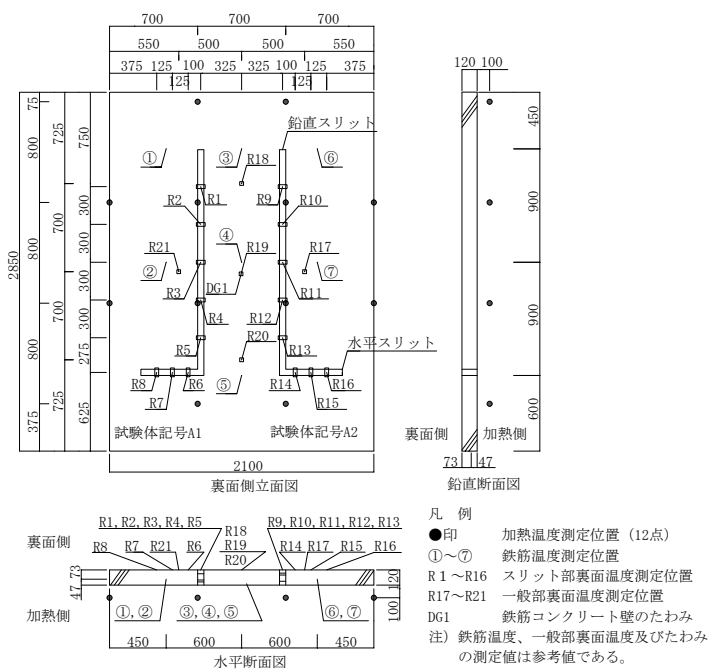 700 700 700
550 500 500 550
375 125 100 325 325 100 125 375
125 125
120 100
75
800
725
750
鉛直スリット
450
① ③ ⑥
R18
R2 R1 R9 R10
300
900
700
800
300
④
R21 R19 R17
② ⑦
DG1
R3 R11
2850
300
R4 R12
300
700
900
R5 R20 R13
水平スリット
275
800
R8 R6 R14 R16
R7 ⑤ R15
375
725
625
600
試験体記号A1 試験体記号A2
裏面側 加熱側
2100
73 47
裏面側立面図
鉛直断面図
R1, R2, R3, R4, R5 R9, R10, R11, R12, R13
R18
R19
R20
裏面側
R8 R7 R21 R6 R14 R17 R15 R16
47 73
120
加熱側
100
①, ② ③, ④, ⑤ ⑥, ⑦
450 600 600 450
水平断面図
凡 例
●印 加熱温度測定位置 (12点)
①~⑦ 鉄筋温度測定位置
R1~R16 スリット部裏面温度測定位置
R17~R21 一般部裏面温度測定位置
DG1 鉄筋コンクリート壁のたわみ
注) 鉄筋温度、一般部裏面温度及びたわみ
の測定値は参考値である。